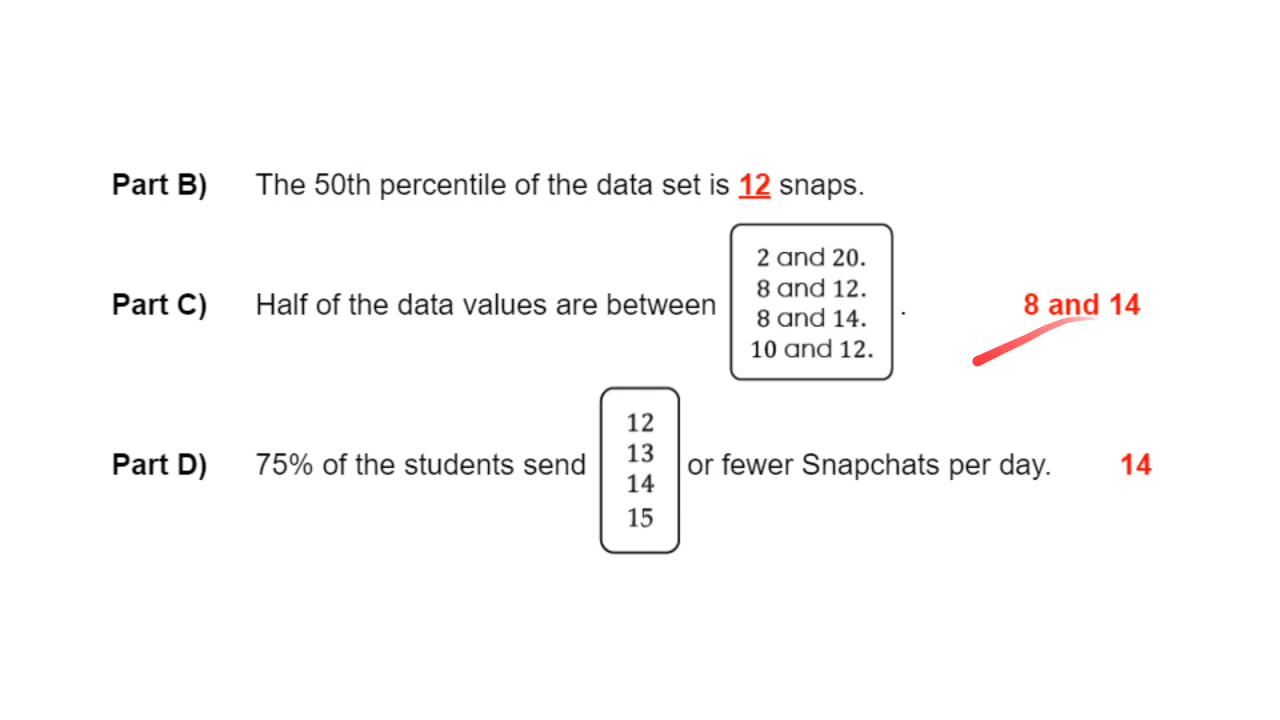 Part B) The 50th percentile of the data set is 12 snaps.
2 and 20.
8 and 12.
Part C) Half of the data values are between . 8 and 14
8 and 14.
10 and 12.
12
13
Part D) 75% of the students send or fewer Snapchats per day. 14
14
15